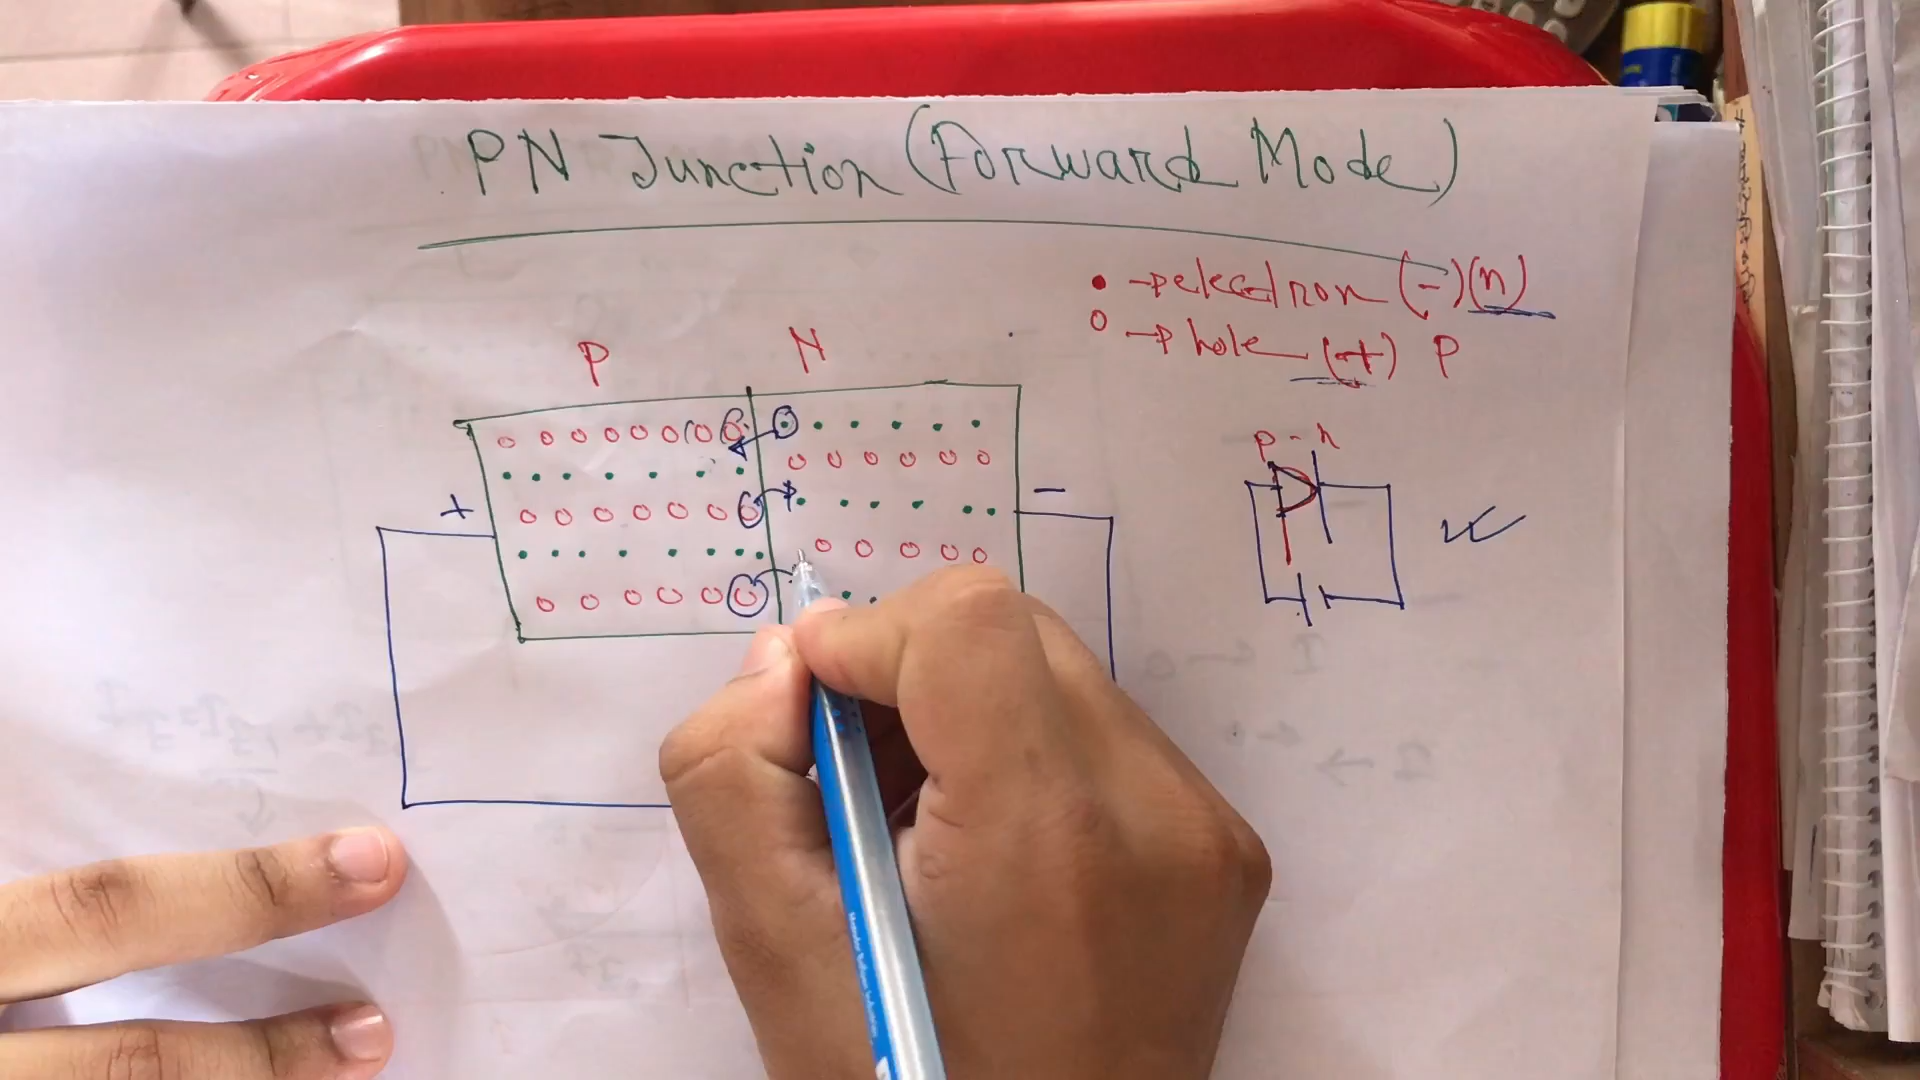 PN Junction (Forward Mode)
• → electron (-) (n)
o → hole (+) P
P N
P - n
+ -